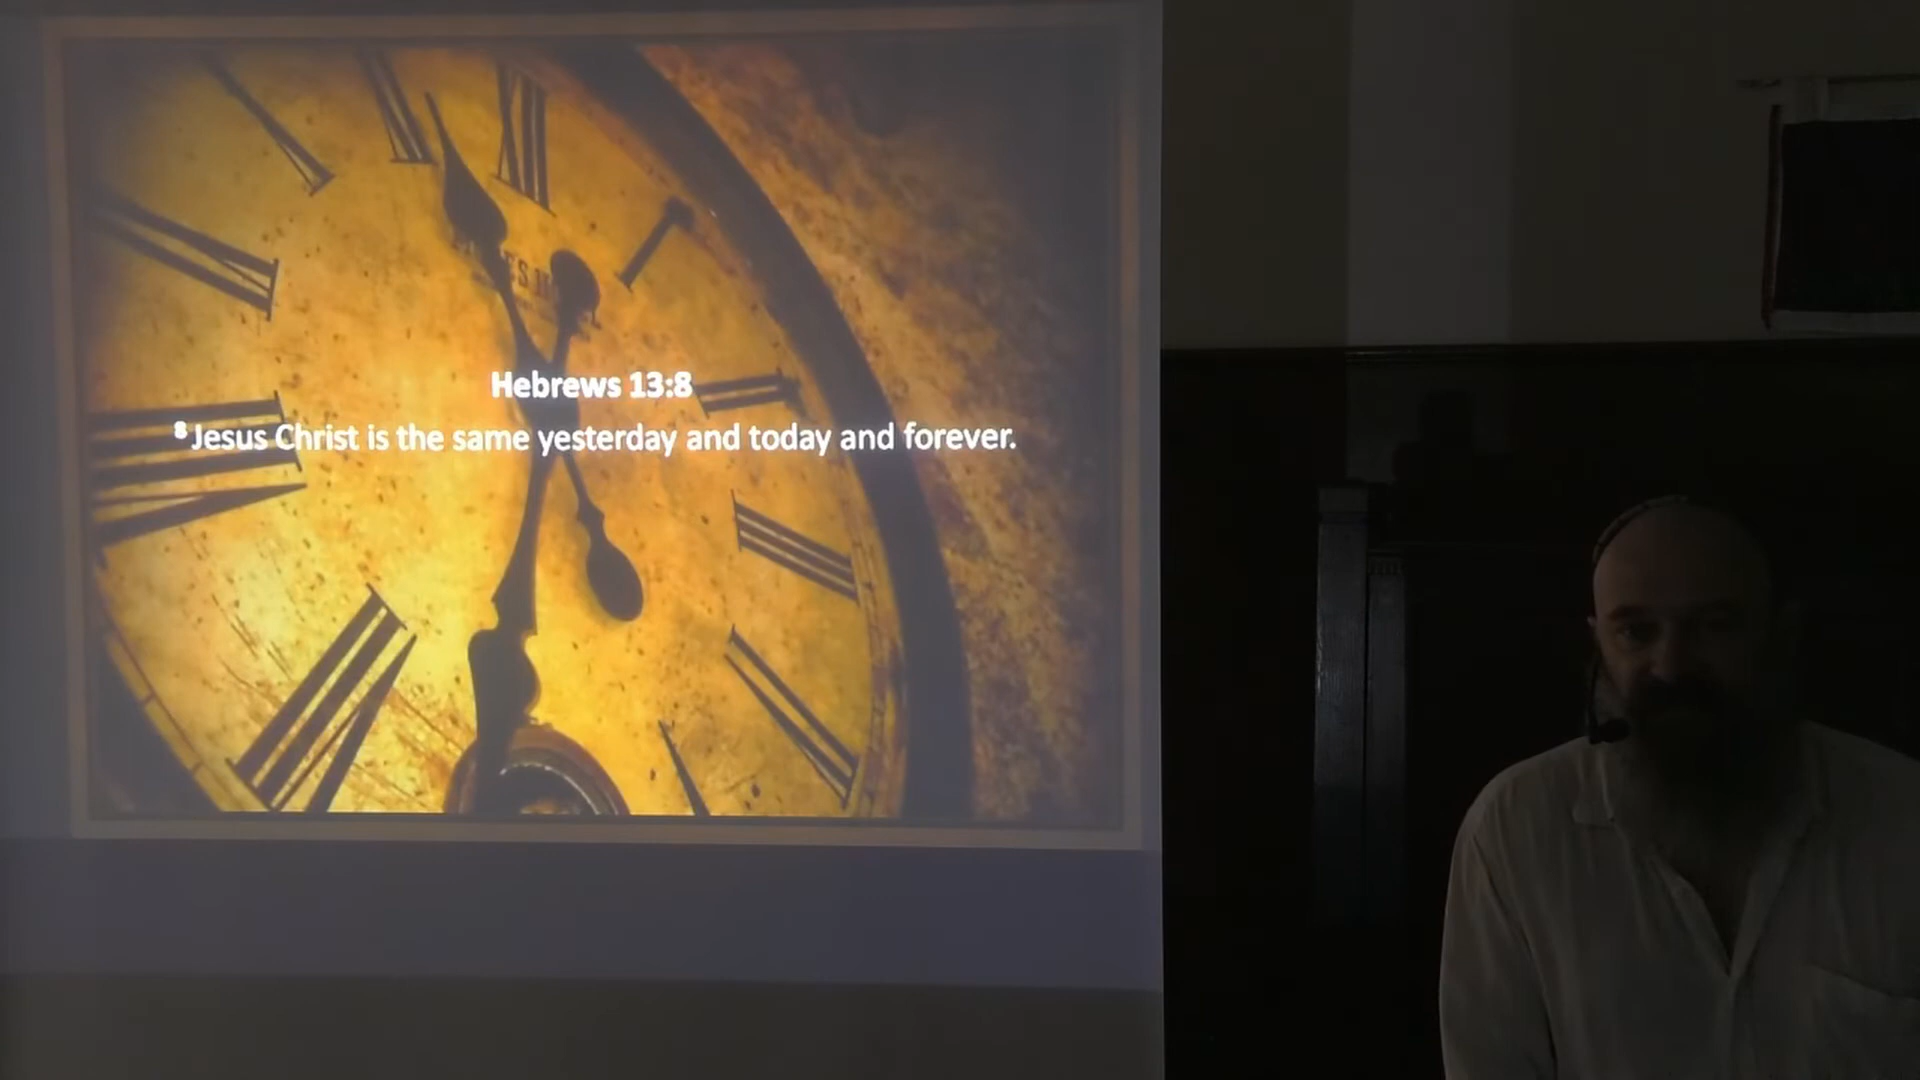 Hebrews 13:8
⁸ Jesus Christ is the same yesterday and today and forever.